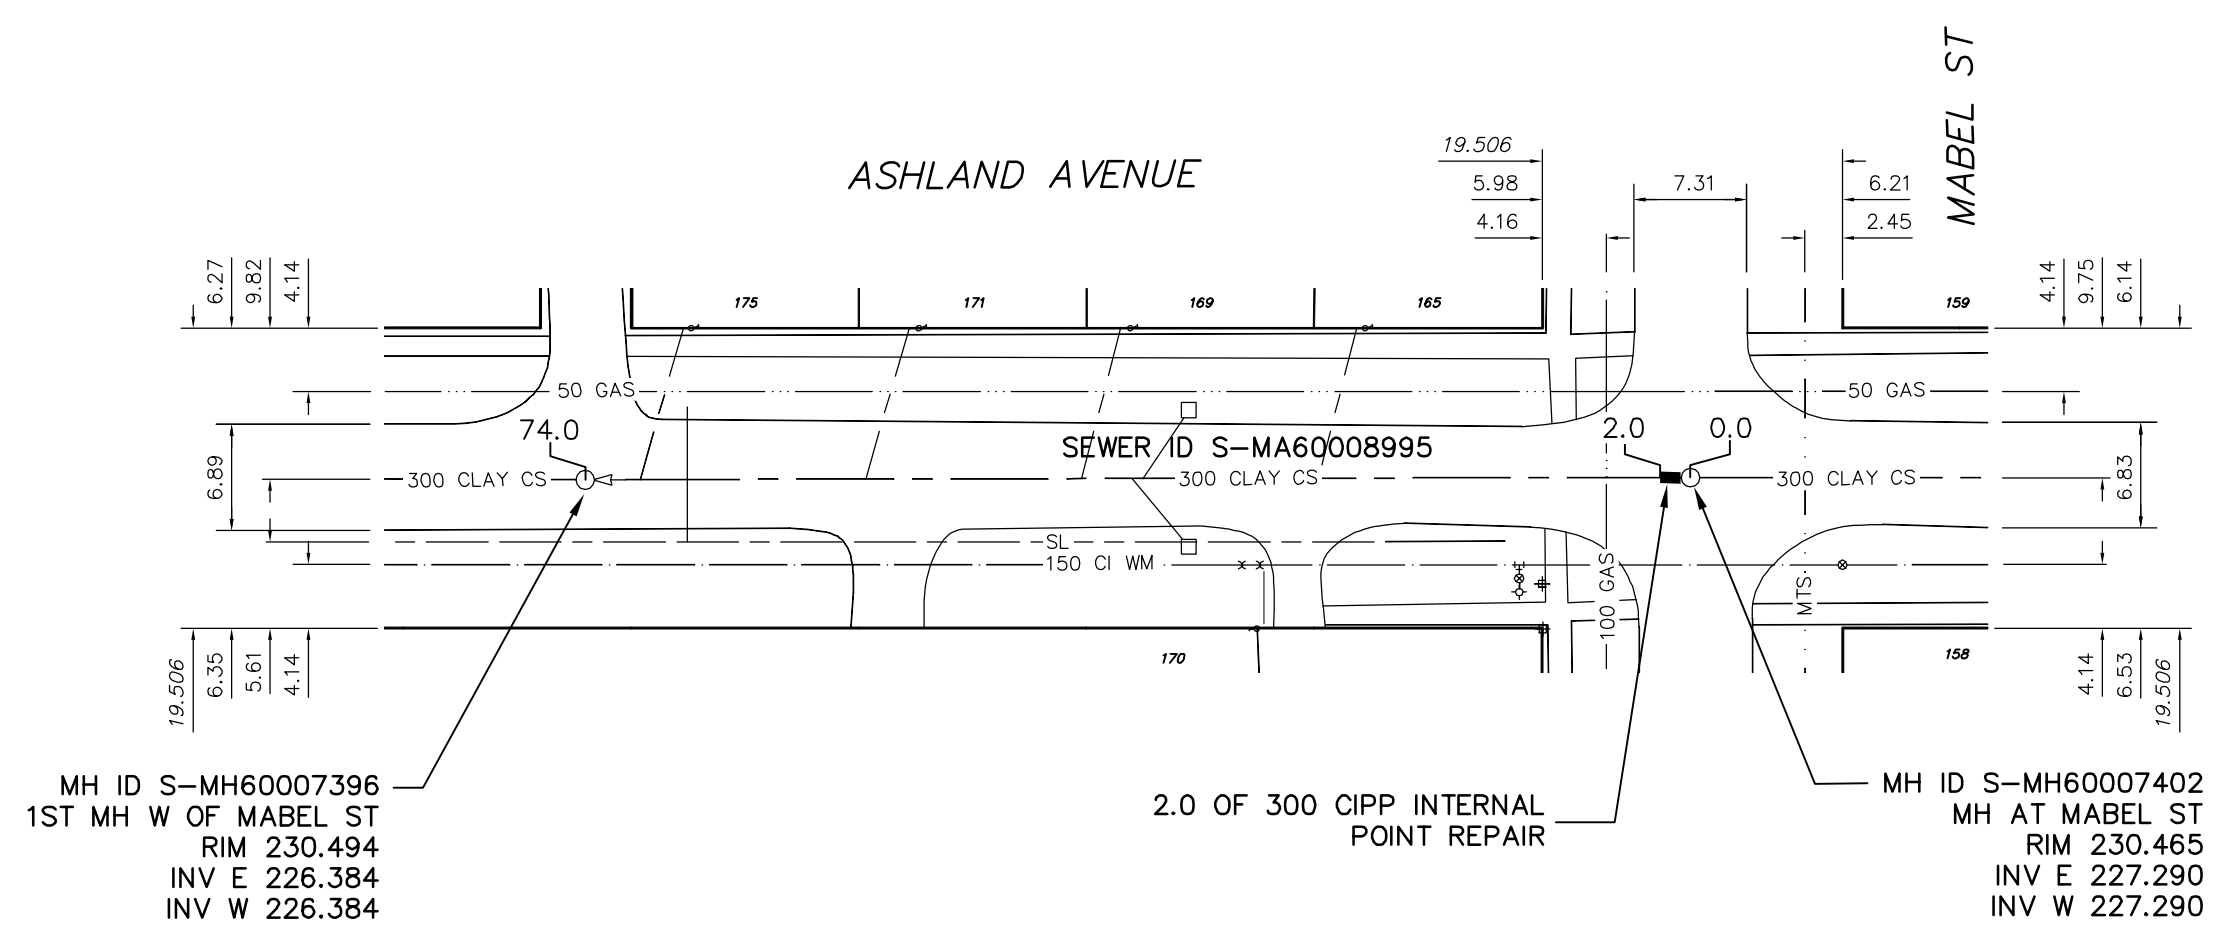 MABEL ST
ASHLAND AVENUE
19.506
5.98
7.31
6.21
4.16
2.45
6.27
9.82
4.14
4.14
9.75
6.14
175
171
169
165
159
50 GAS
50 GAS
74.0
2.0
0.0
SEWER ID S-MA60008995
6.89
300 CLAY CS
300 CLAY CS
300 CLAY CS
6.83
SL
150 CI WM
100 GAS
MTS
19.506
6.35
5.61
4.14
170
158
4.14
6.53
19.506
MH ID S-MH60007396
1ST MH W OF MABEL ST
RIM 230.494
INV E 226.384
INV W 226.384
2.0 OF 300 CIPP INTERNAL
POINT REPAIR
MH ID S-MH60007402
MH AT MABEL ST
RIM 230.465
INV E 227.290
INV W 227.290